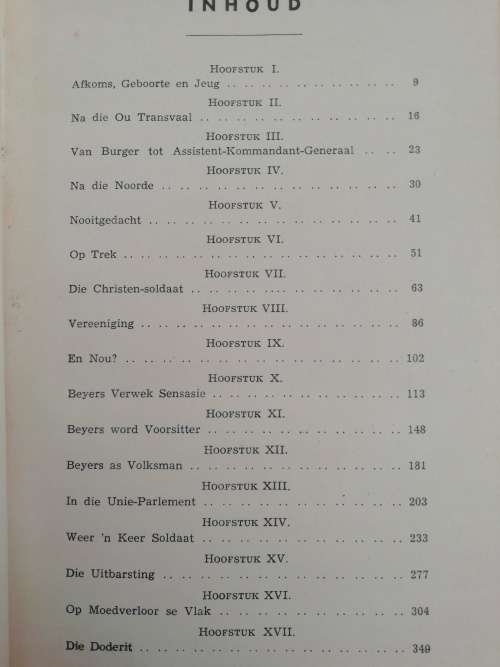 INHOUD
HOOFSTUK I.
Afkoms, Geboorte en Jeug .. .. .. .. .. .. .. .. .. 9
HOOFSTUK II.
Na die Ou Transvaal .. .. .. .. .. .. .. .. .. .. 16
HOOFSTUK III.
Van Burger tot Assistent-Kommandant-Generaal .. .. 23
HOOFSTUK IV.
Na die Noorde .. .. .. .. .. .. .. .. .. .. .. .. 30
HOOFSTUK V.
Nooitgedacht .. .. .. .. .. .. .. .. .. .. .. .. 41
HOOFSTUK VI.
Op Trek .. .. .. .. .. .. .. .. .. .. .. .. .. .. 51
HOOFSTUK VII.
Die Christen-soldaat .. .. .. .. .. .. .. .. .. .. 63
HOOFSTUK VIII.
Vereeniging .. .. .. .. .. .. .. .. .. .. .. .. .. 86
HOOFSTUK IX.
En Nou? .. .. .. .. .. .. .. .. .. .. .. .. .. .. 102
HOOFSTUK X.
Beyers Verwek Sensasie .. .. .. .. .. .. .. .. .. 113
HOOFSTUK XI.
Beyers word Voorsitter .. .. .. .. .. .. .. .. .. 148
HOOFSTUK XII.
Beyers as Volksman .. .. .. .. .. .. .. .. .. .. 181
HOOFSTUK XIII.
In die Unie-Parlement .. .. .. .. .. .. .. .. .. 203
HOOFSTUK XIV.
Weer 'n Keer Soldaat .. .. .. .. .. .. .. .. .. .. 233
HOOFSTUK XV.
Die Uitbarsting .. .. .. .. .. .. .. .. .. .. .. 277
HOOFSTUK XVI.
Op Moedverloor se Vlak .. .. .. .. .. .. .. .. .. 304
HOOFSTUK XVII.
Die Doderit .. .. .. .. .. .. .. .. .. .. .. .. .. 349